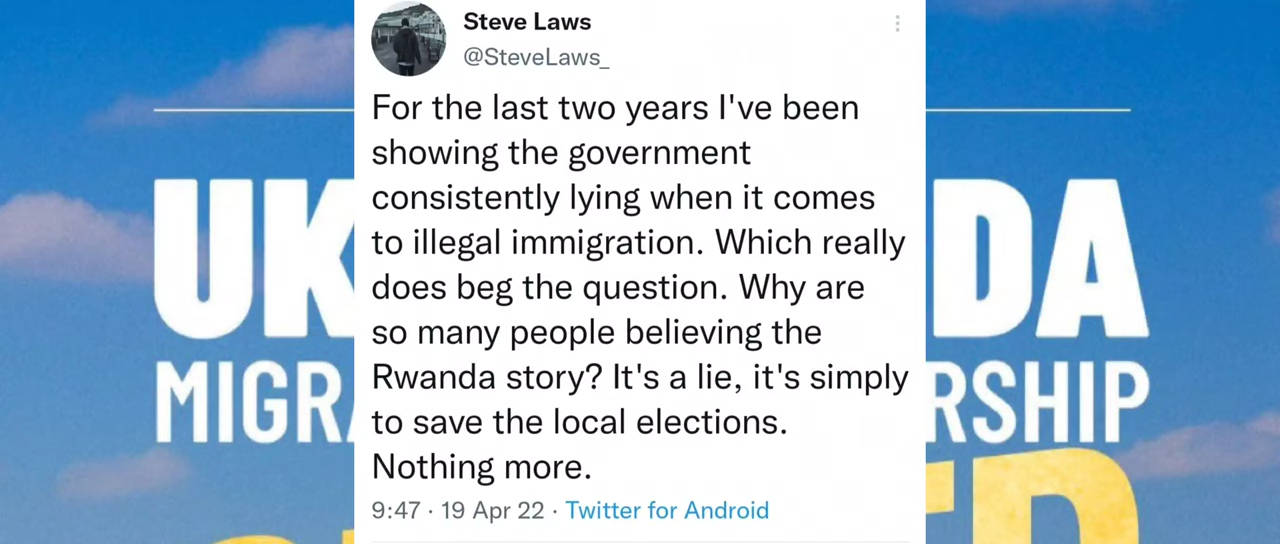 Steve Laws
@SteveLaws_
For the last two years I've been
showing the government
consistently lying when it comes
to illegal immigration. Which really
does beg the question. Why are
so many people believing the
Rwanda story? It's a lie, it's simply
to save the local elections.
Nothing more.
9:47 · 19 Apr 22 · Twitter for Android
UK
DA
MIGRA
RSHIP